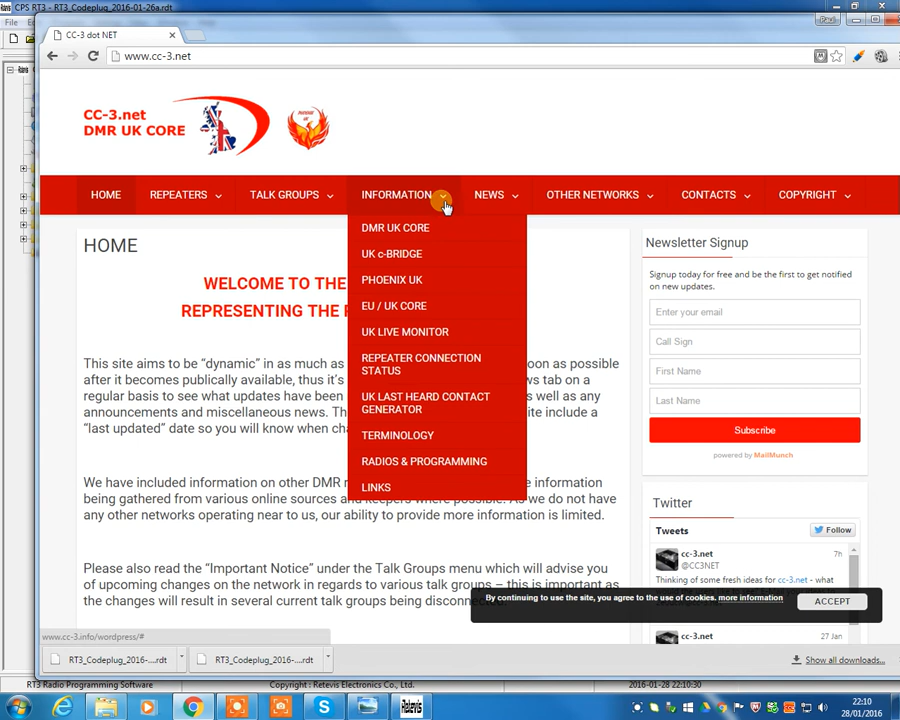 CPS RT3 - RT3_Codeplug_2016-01-26a.rdt
File
CC-3 dot NET
www.cc-3.net
CC-3.net
DMR UK CORE
HOME REPEATERS TALK GROUPS INFORMATION NEWS OTHER NETWORKS CONTACTS COPYRIGHT
DMR UK CORE
UK c-BRIDGE
PHOENIX UK
EU / UK CORE
UK LIVE MONITOR
REPEATER CONNECTION
STATUS
UK LAST HEARD CONTACT
GENERATOR
TERMINOLOGY
RADIOS & PROGRAMMING
LINKS
HOME
WELCOME TO THE
REPRESENTING THE
This site aims to be “dynamic” in as much as oon as possible
after it becomes publically available, thus it’s ws tab on a
regular basis to see what updates have been as well as any
announcements and miscellaneous news. Th ite include a
“last updated” date so you will know when cha
We have included information on other DMR e information
being gathered from various online sources and keepers where possible. As we do not have
any other networks operating near to us, our ability to provide more information is limited.
Please also read the “Important Notice” under the Talk Groups menu which will advise you
of upcoming changes on the network in regards to various talk groups – this is important as
the changes will result in several current talk groups being disconnec
Newsletter Signup
Signup today for free and be the first to get notified
on new updates.
Enter your email
Call Sign
First Name
Last Name
Subscribe
powered by MailMunch
Twitter
Tweets Follow
cc-3.net 7h
@CC3NET
Thinking of some fresh ideas for cc-3.net - what
By continuing to use the site, you agree to the use of cookies. more information ACCEPT
cc-3.net 27 Jan
www.cc-3.info/wordpress/#
RT3_Codeplug_2016-....rdt RT3_Codeplug_2016-....rdt Show all downloads...
RT3 Radio Programming Software Copyright : Retevis Electronics Co., Ltd. 2016-01-28 22:10:30
Retevis
22:10
28/01/2016